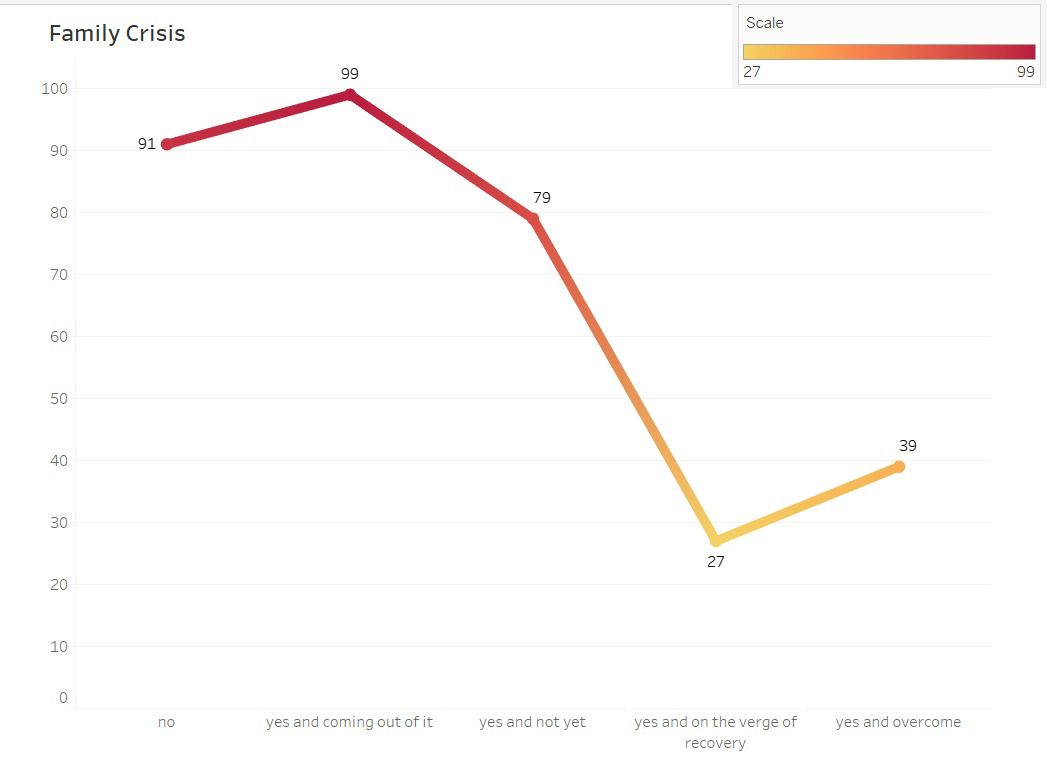 Family Crisis
Scale
27 99
100
90
80
70
60
50
40
30
20
10
0
91
99
79
27
39
no
yes and coming out of it
yes and not yet
yes and on the verge of
recovery
yes and overcome